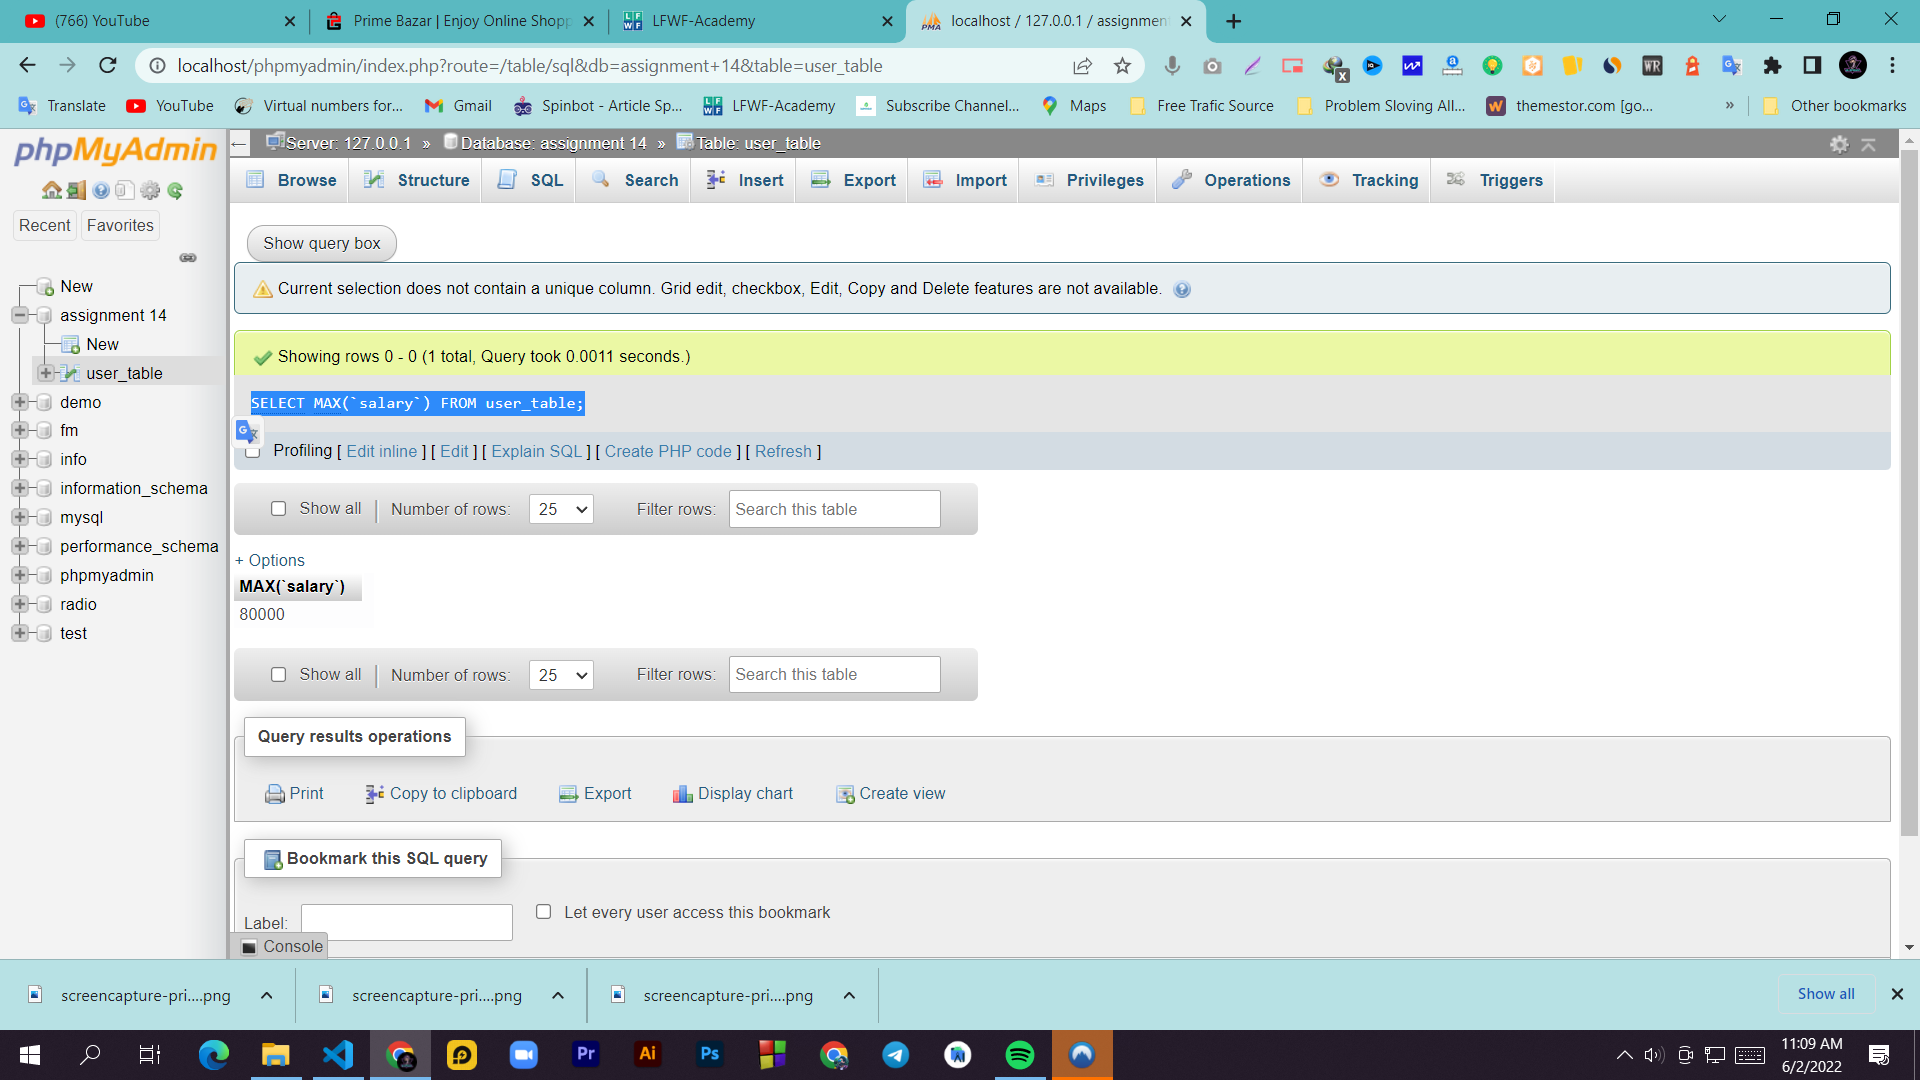 (766) YouTube
Prime Bazar | Enjoy Online Shopp
LFWF-Academy
localhost / 127.0.0.1 / assignment
localhost/phpmyadmin/index.php?route=/table/sql&db=assignment+14&table=user_table
Translate
YouTube
Virtual numbers for...
Gmail
Spinbot - Article Sp...
LFWF-Academy
Subscribe Channel...
Maps
Free Trafic Source
Problem Sloving All...
themestor.com [go...
»
Other bookmarks
phpMyAdmin
Recent
Favorites
New
assignment 14
New
user_table
demo
fm
info
information_schema
mysql
performance_schema
phpmyadmin
radio
test
Server: 127.0.0.1 » Database: assignment 14 » Table: user_table
Browse
Structure
SQL
Search
Insert
Export
Import
Privileges
Operations
Tracking
Triggers
Show query box
Current selection does not contain a unique column. Grid edit, checkbox, Edit, Copy and Delete features are not available.
Showing rows 0 - 0 (1 total, Query took 0.0011 seconds.)
SELECT MAX(`salary`) FROM user_table;
Profiling [ Edit inline ] [ Edit ] [ Explain SQL ] [ Create PHP code ] [ Refresh ]
Show all | Number of rows: 25 Filter rows: Search this table
+ Options
MAX(`salary`)
80000
Show all | Number of rows: 25 Filter rows: Search this table
Query results operations
Print
Copy to clipboard
Export
Display chart
Create view
Bookmark this SQL query
Label:
Let every user access this bookmark
Console
screencapture-pri....png
screencapture-pri....png
screencapture-pri....png
Show all
Pr
Ai
Ps
11:09 AM
6/2/2022